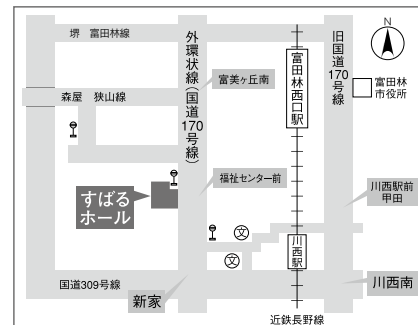 堺 富田林線
外環状線(国道170号線)
旧国道170号線
N
富田林
市役所
富田林西口駅
富美ヶ丘南
森屋 狭山線
福祉センター前
川西駅前
甲田
すばる
ホール
文
文
川西駅
国道309号線
新家
川西南
近鉄長野線